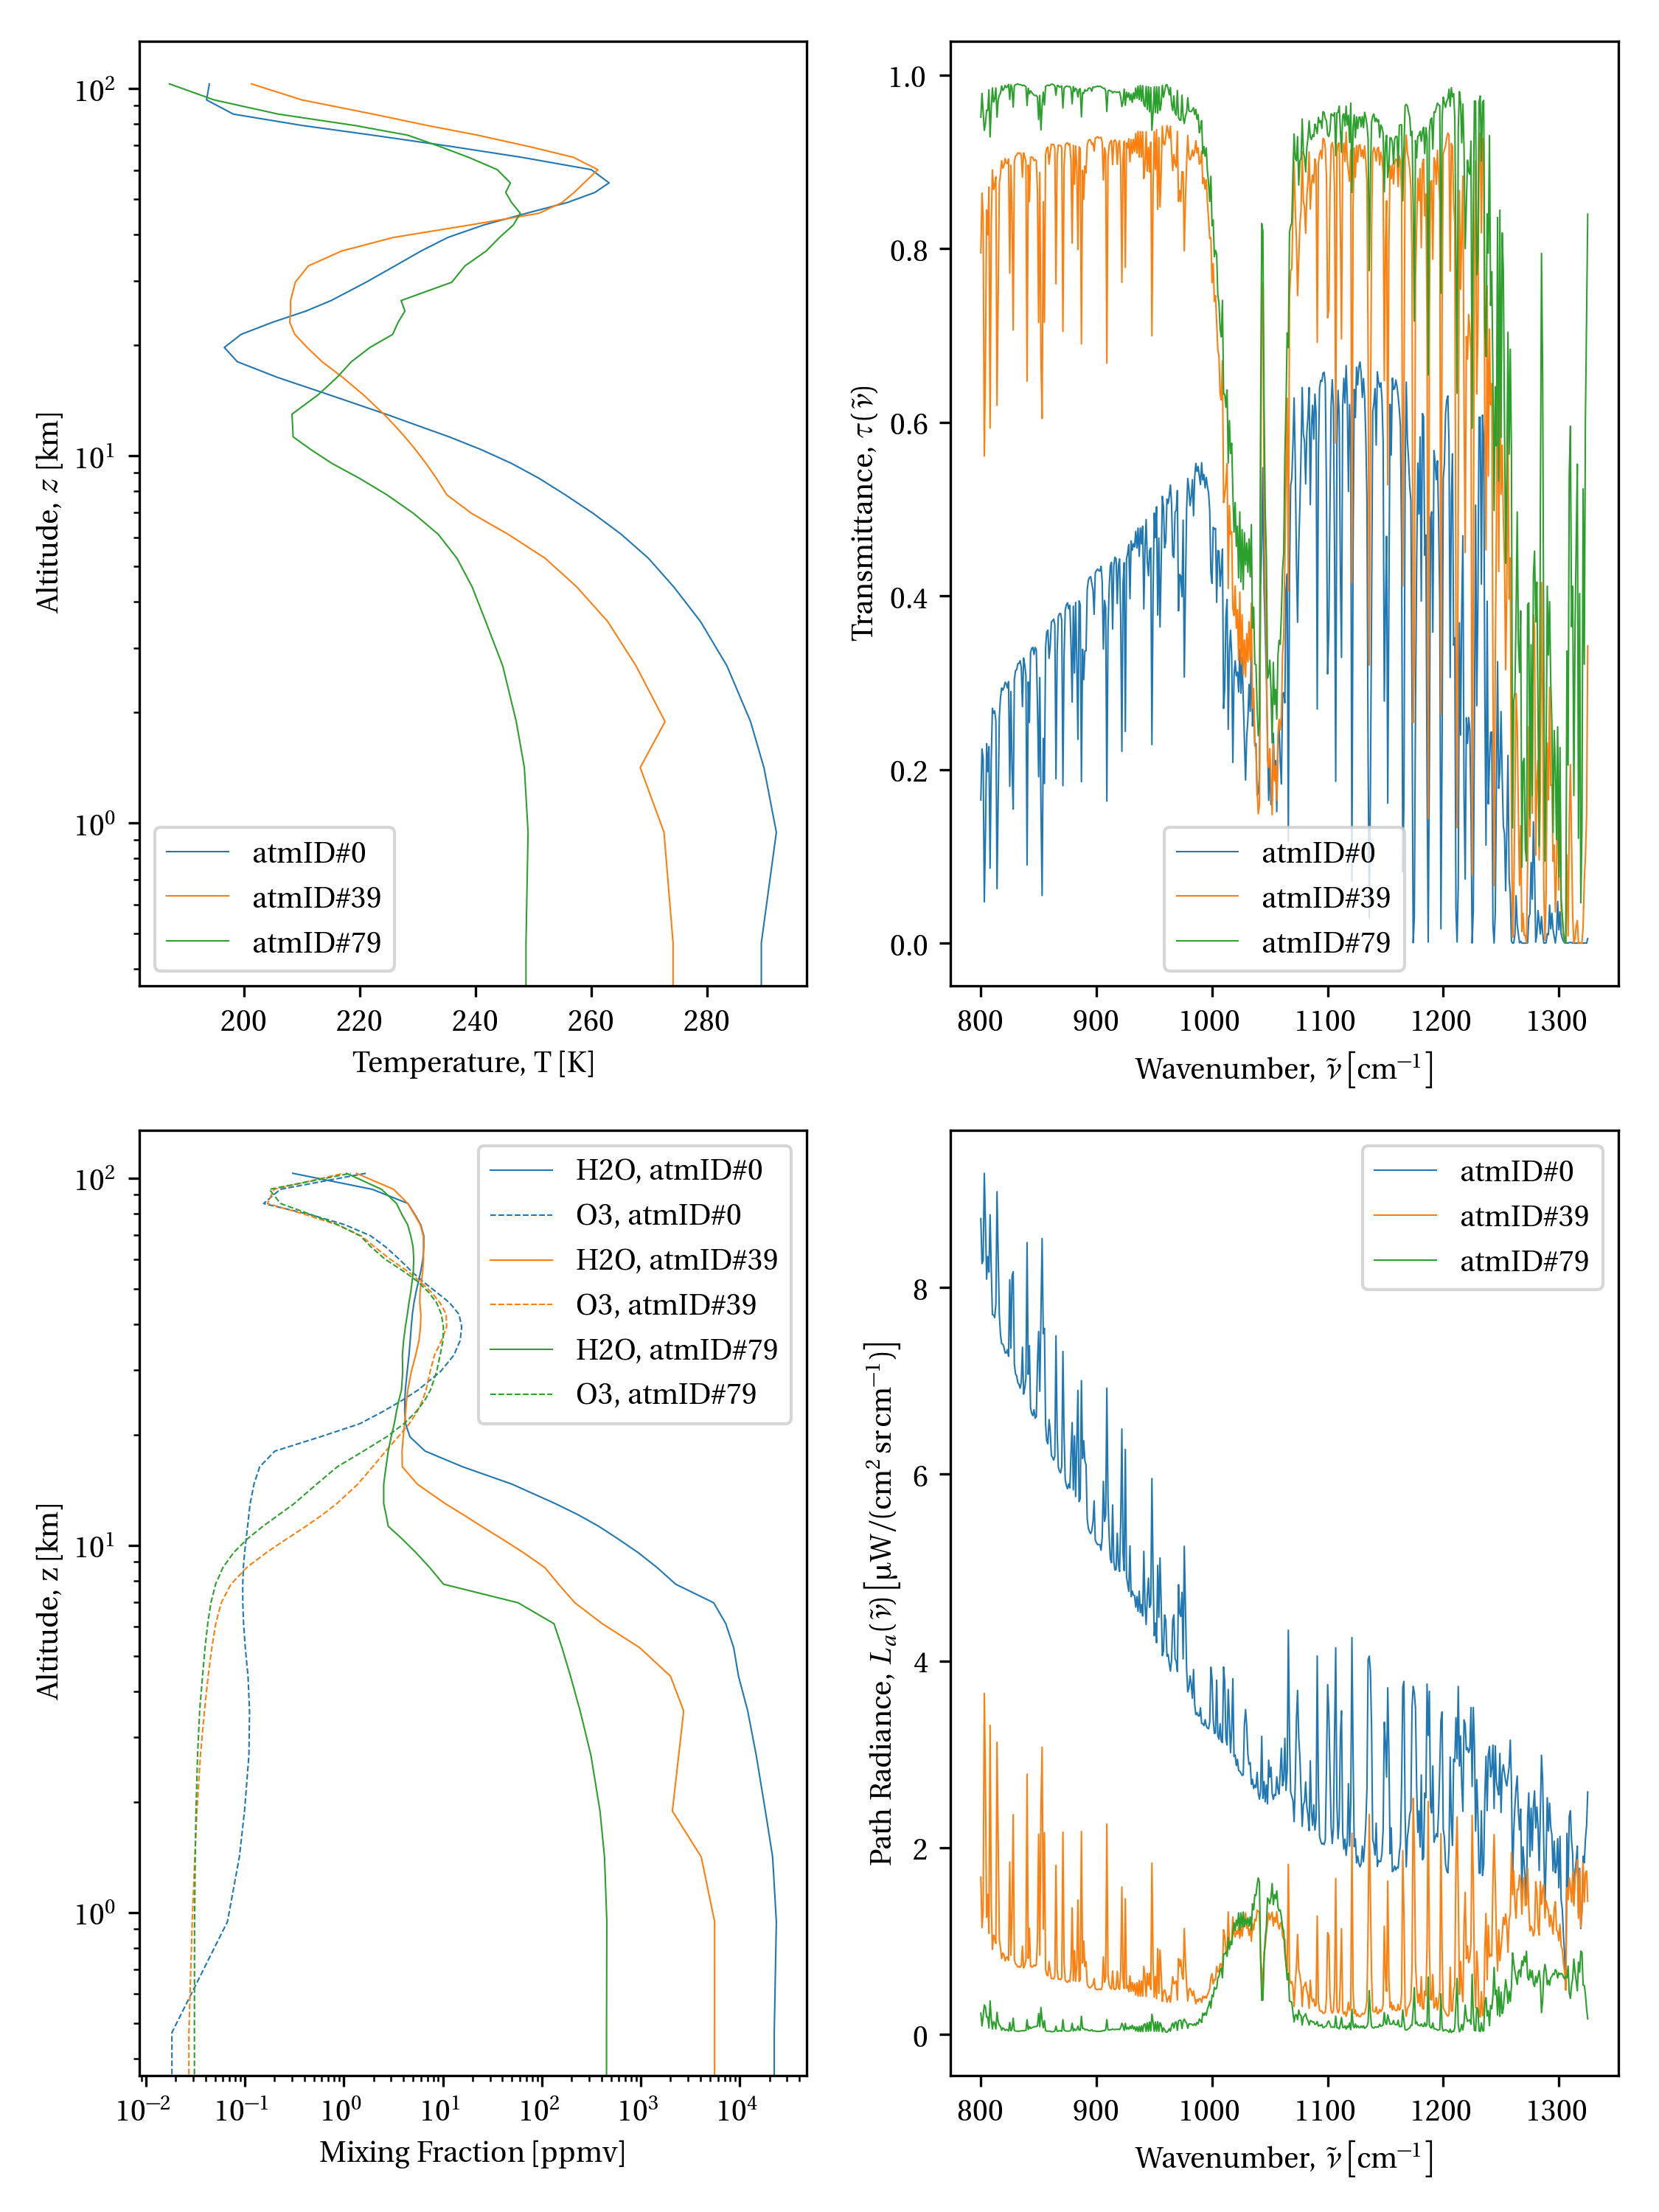 10²
10¹
10⁰
Altitude, z [km]
200 220 240 260 280
Temperature, T [K]
atmID#0
atmID#39
atmID#79
1.0
0.8
0.6
0.4
0.2
0.0
Transmittance, τ(ν̃)
800 900 1000 1100 1200 1300
Wavenumber, ν̃ [cm⁻¹]
atmID#0
atmID#39
atmID#79
10²
10¹
10⁰
Altitude, z [km]
10⁻² 10⁻¹ 10⁰ 10¹ 10² 10³ 10⁴
Mixing Fraction [ppmv]
H2O, atmID#0
O3, atmID#0
H2O, atmID#39
O3, atmID#39
H2O, atmID#79
O3, atmID#79
8
6
4
2
0
Path Radiance, Lₐ(ν̃) [µW/(cm² sr cm⁻¹)]
800 900 1000 1100 1200 1300
Wavenumber, ν̃ [cm⁻¹]
atmID#0
atmID#39
atmID#79